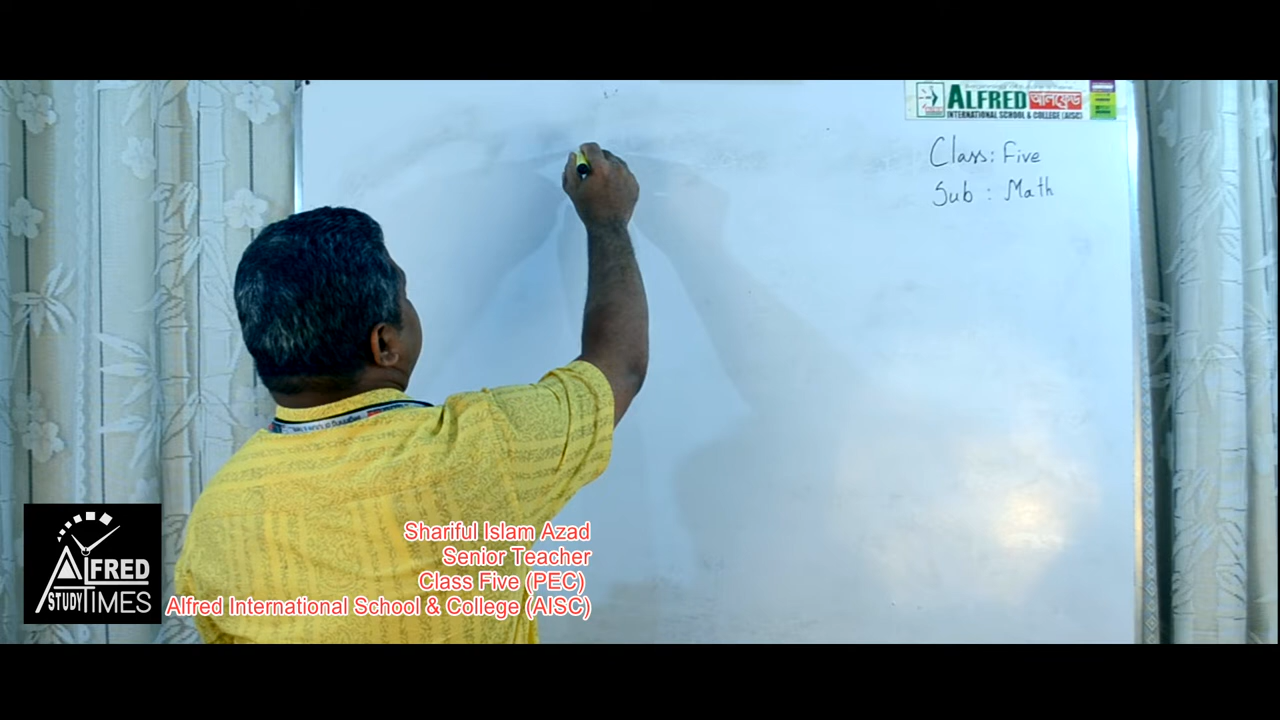 ALFRED আলফ্রেড
INTERNATIONAL SCHOOL & COLLEGE (AISC)
Class: Five
Sub : Math
Shariful Islam Azad
Senior Teacher
Class Five (PEC)
Alfred International School & College (AISC)
ALFRED
STUDY TIMES